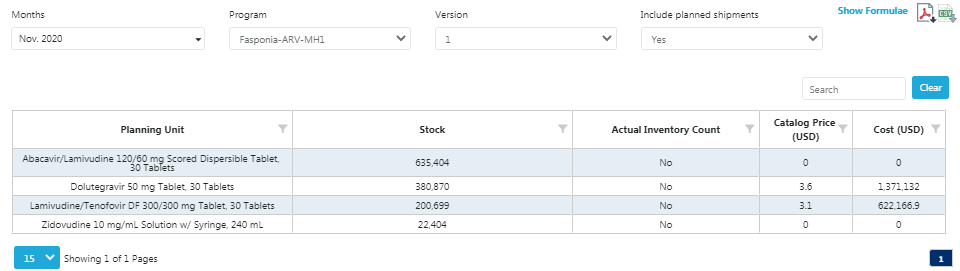 Months
Program
Version
Include planned shipments
Show Formulae
CSV
Nov. 2020
Fasponia-ARV-MH1
1
Yes
Search
Clear
Planning Unit
Stock
Actual Inventory Count
Catalog Price
(USD)
Cost (USD)
Abacavir/Lamivudine 120/60 mg Scored Dispersible Tablet,
30 Tablets
635,404
No
0
0
Dolutegravir 50 mg Tablet, 30 Tablets
380,870
No
3.6
1,371,132
Lamivudine/Tenofovir DF 300/300 mg Tablet, 30 Tablets
200,699
No
3.1
622,166.9
Zidovudine 10 mg/mL Solution w/ Syringe, 240 mL
22,404
No
0
0
15
Showing 1 of 1 Pages
1